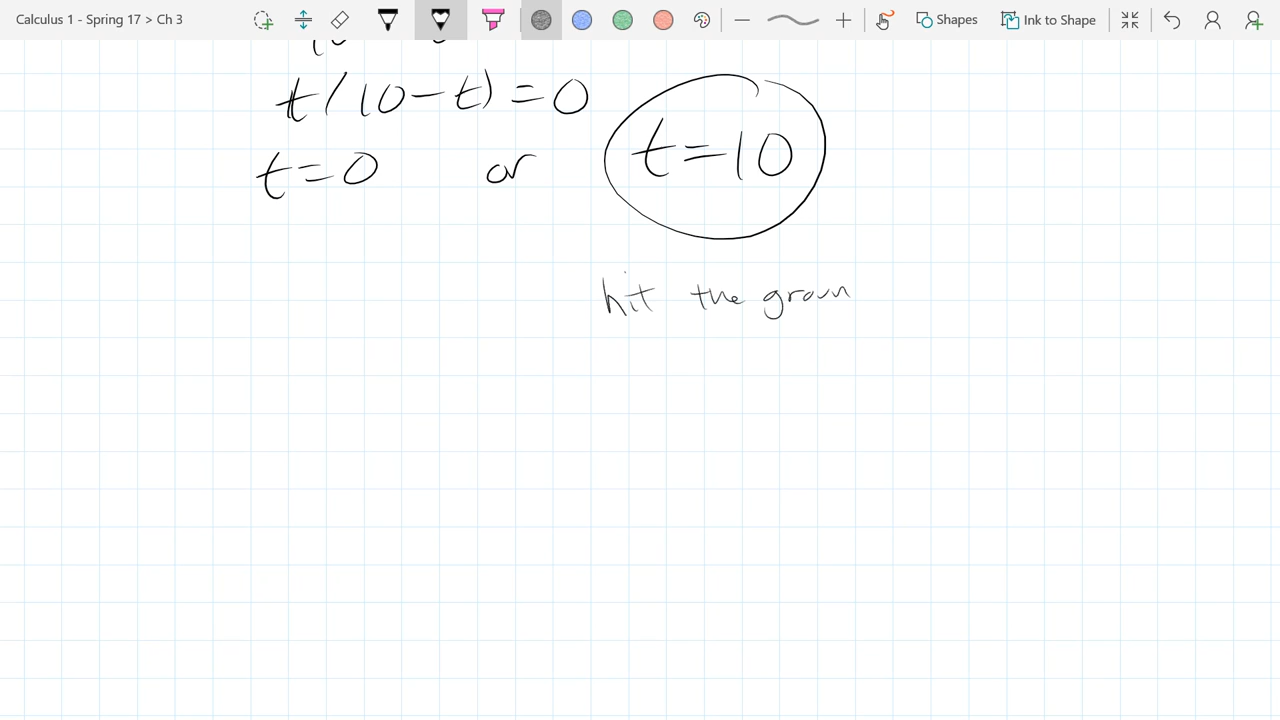 Calculus 1 - Spring 17 > Ch 3 Shapes Ink to Shape
t(10-t)=0
t=0 or t=10
hit the groun